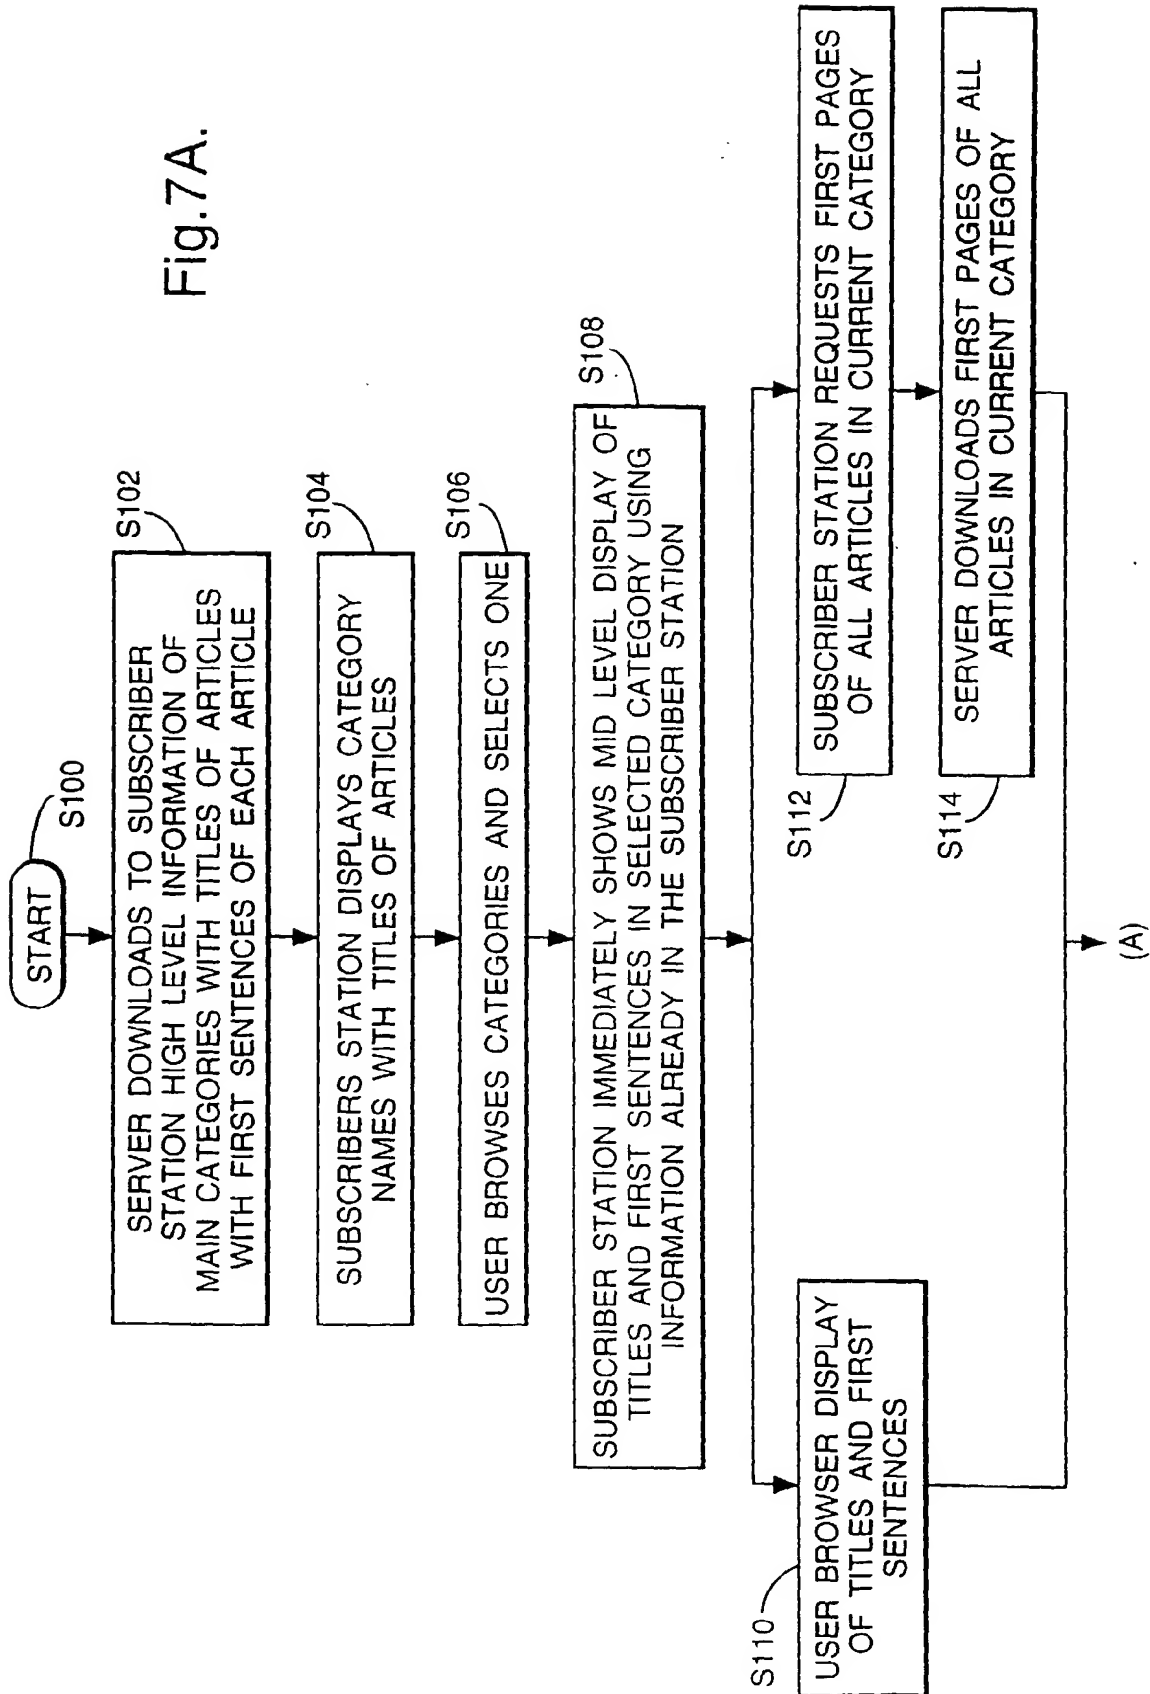 Fig.7A.
START
S100
SERVER DOWNLOADS TO SUBSCRIBER
STATION HIGH LEVEL INFORMATION OF
MAIN CATEGORIES WITH TITLES OF ARTICLES
WITH FIRST SENTENCES OF EACH ARTICLE
S102
SUBSCRIBERS STATION DISPLAYS CATEGORY
NAMES WITH TITLES OF ARTICLES
S104
USER BROWSES CATEGORIES AND SELECTS ONE
S106
SUBSCRIBER STATION IMMEDIATELY SHOWS MID LEVEL DISPLAY OF
TITLES AND FIRST SENTENCES IN SELECTED CATEGORY USING
INFORMATION ALREADY IN THE SUBSCRIBER STATION
S108
S110
USER BROWSER DISPLAY
OF TITLES AND FIRST
SENTENCES
S112
SUBSCRIBER STATION REQUESTS FIRST PAGES
OF ALL ARTICLES IN CURRENT CATEGORY
S114
SERVER DOWNLOADS FIRST PAGES OF ALL
ARTICLES IN CURRENT CATEGORY
(A)